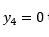 y₄ = 0